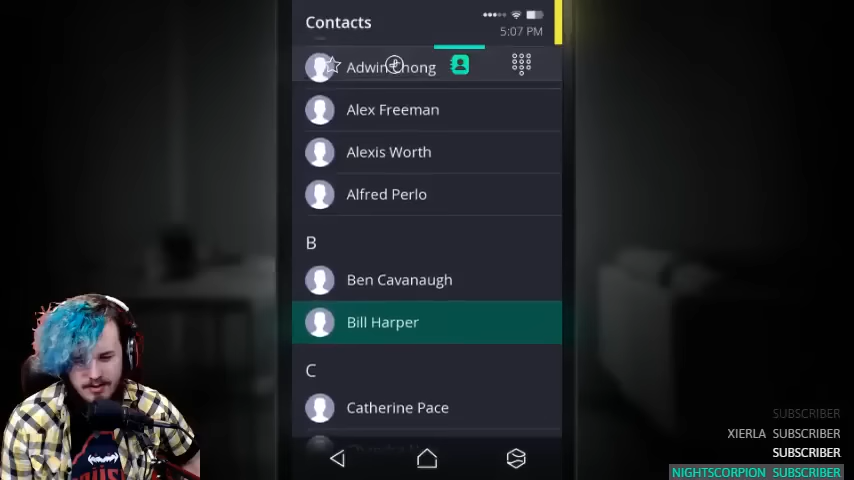 Contacts
5:07 PM
Adwin Chong
Alex Freeman
Alexis Worth
Alfred Perlo
B
Ben Cavanaugh
Bill Harper
C
Catherine Pace
SUBSCRIBER
XIERLA SUBSCRIBER
SUBSCRIBER
NIGHTSCORPION SUBSCRIBER